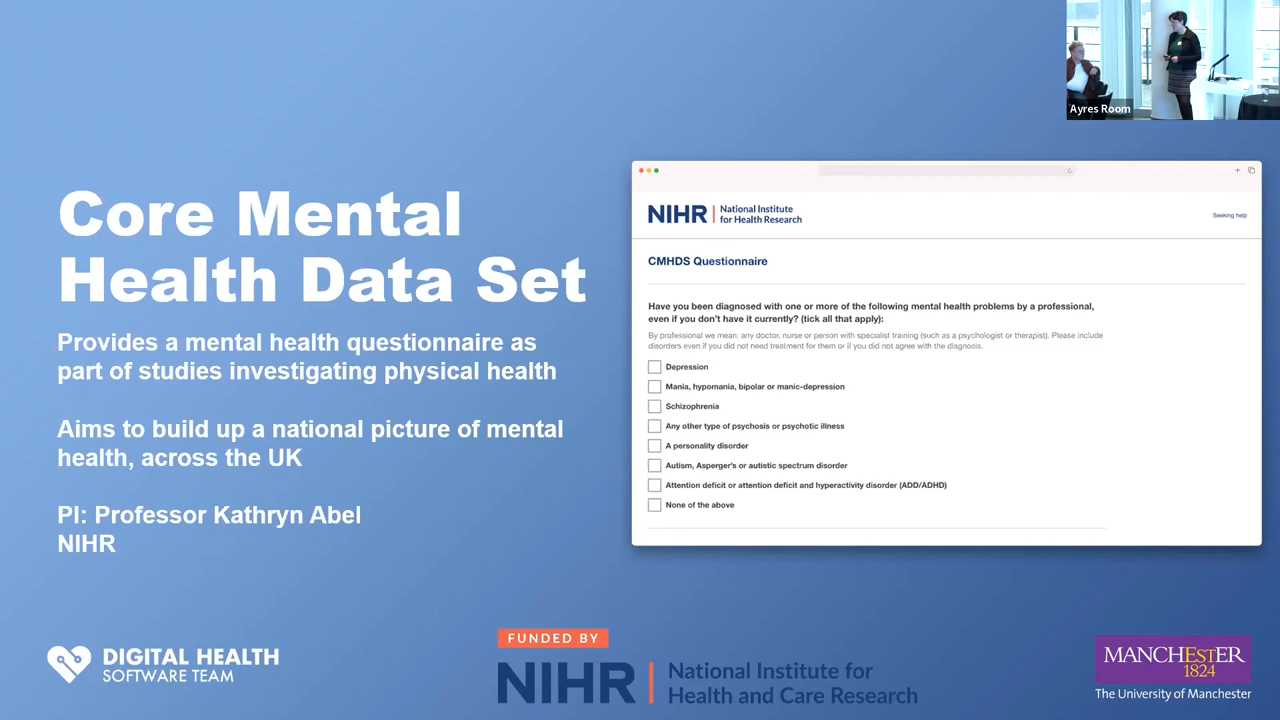 Ayres Room
Core Mental
Health Data Set
Provides a mental health questionnaire as
part of studies investigating physical health
Aims to build up a national picture of mental
health, across the UK
PI: Professor Kathryn Abel
NIHR
NIHR | National Institute
for Health Research
Seeking help
CMHDS Questionnaire
Have you been diagnosed with one or more of the following mental health problems by a professional,
even if you don't have it currently? (tick all that apply):
By professional we mean: any doctor, nurse or person with specialist training (such as a psychologist or therapist). Please include
disorders even if you did not need treatment for them or if you did not agree with the diagnosis.
Depression
Mania, hypomania, bipolar or manic-depression
Schizophrenia
Any other type of psychosis or psychotic illness
A personality disorder
Autism, Asperger's or autistic spectrum disorder
Attention deficit or attention deficit and hyperactivity disorder (ADD/ADHD)
None of the above
DIGITAL HEALTH
SOFTWARE TEAM
FUNDED BY
NIHR | National Institute for
Health and Care Research
MANCHESTER
1824
The University of Manchester